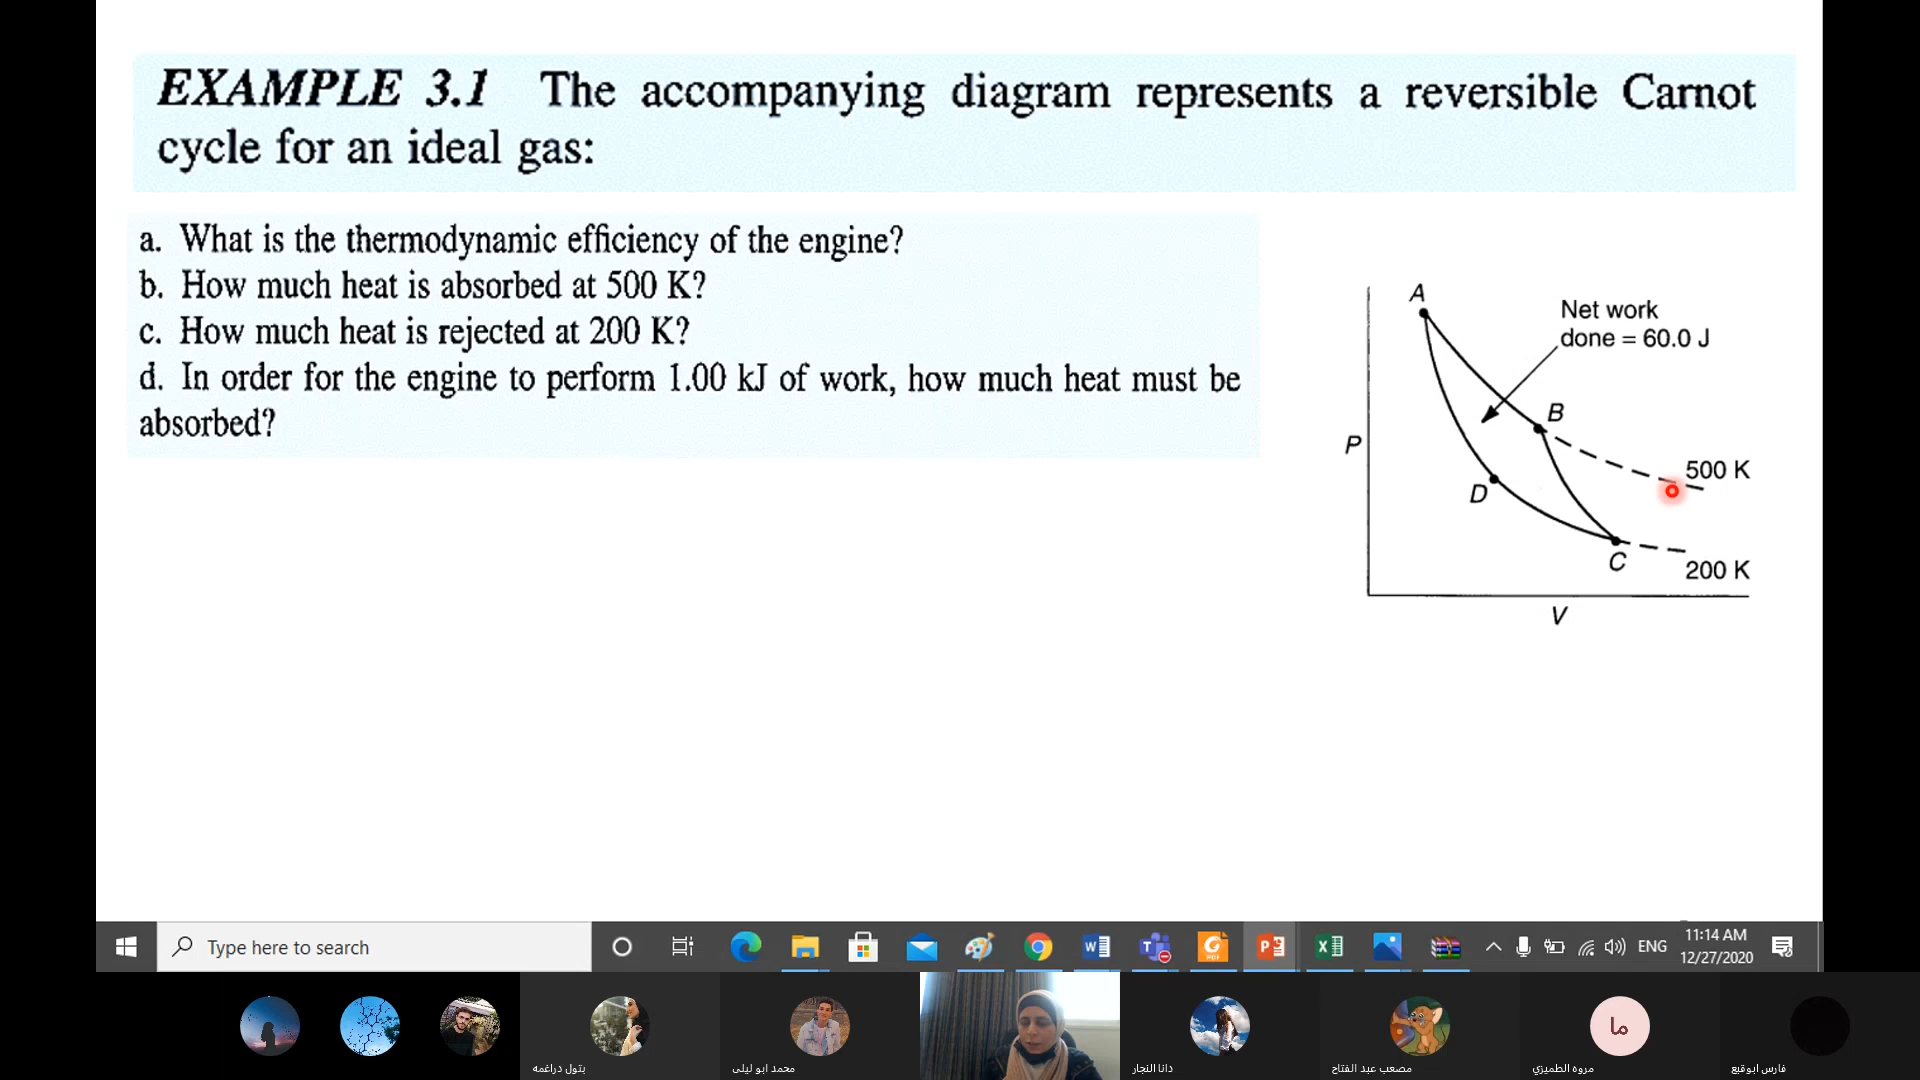 EXAMPLE 3.1 The accompanying diagram represents a reversible Carnot
cycle for an ideal gas:
a. What is the thermodynamic efficiency of the engine?
b. How much heat is absorbed at 500 K?
c. How much heat is rejected at 200 K?
d. In order for the engine to perform 1.00 kJ of work, how much heat must be
absorbed?
A
Net work
done = 60.0 J
B
P
500 K
D
C
200 K
V
Type here to search
ENG
11:14 AM
12/27/2020
ما
بتول دراغمه
محمد ابو ليلى
دانا النجار
مصعب عبد الفتاح
مروه الطميزي
فارس ابوقبع